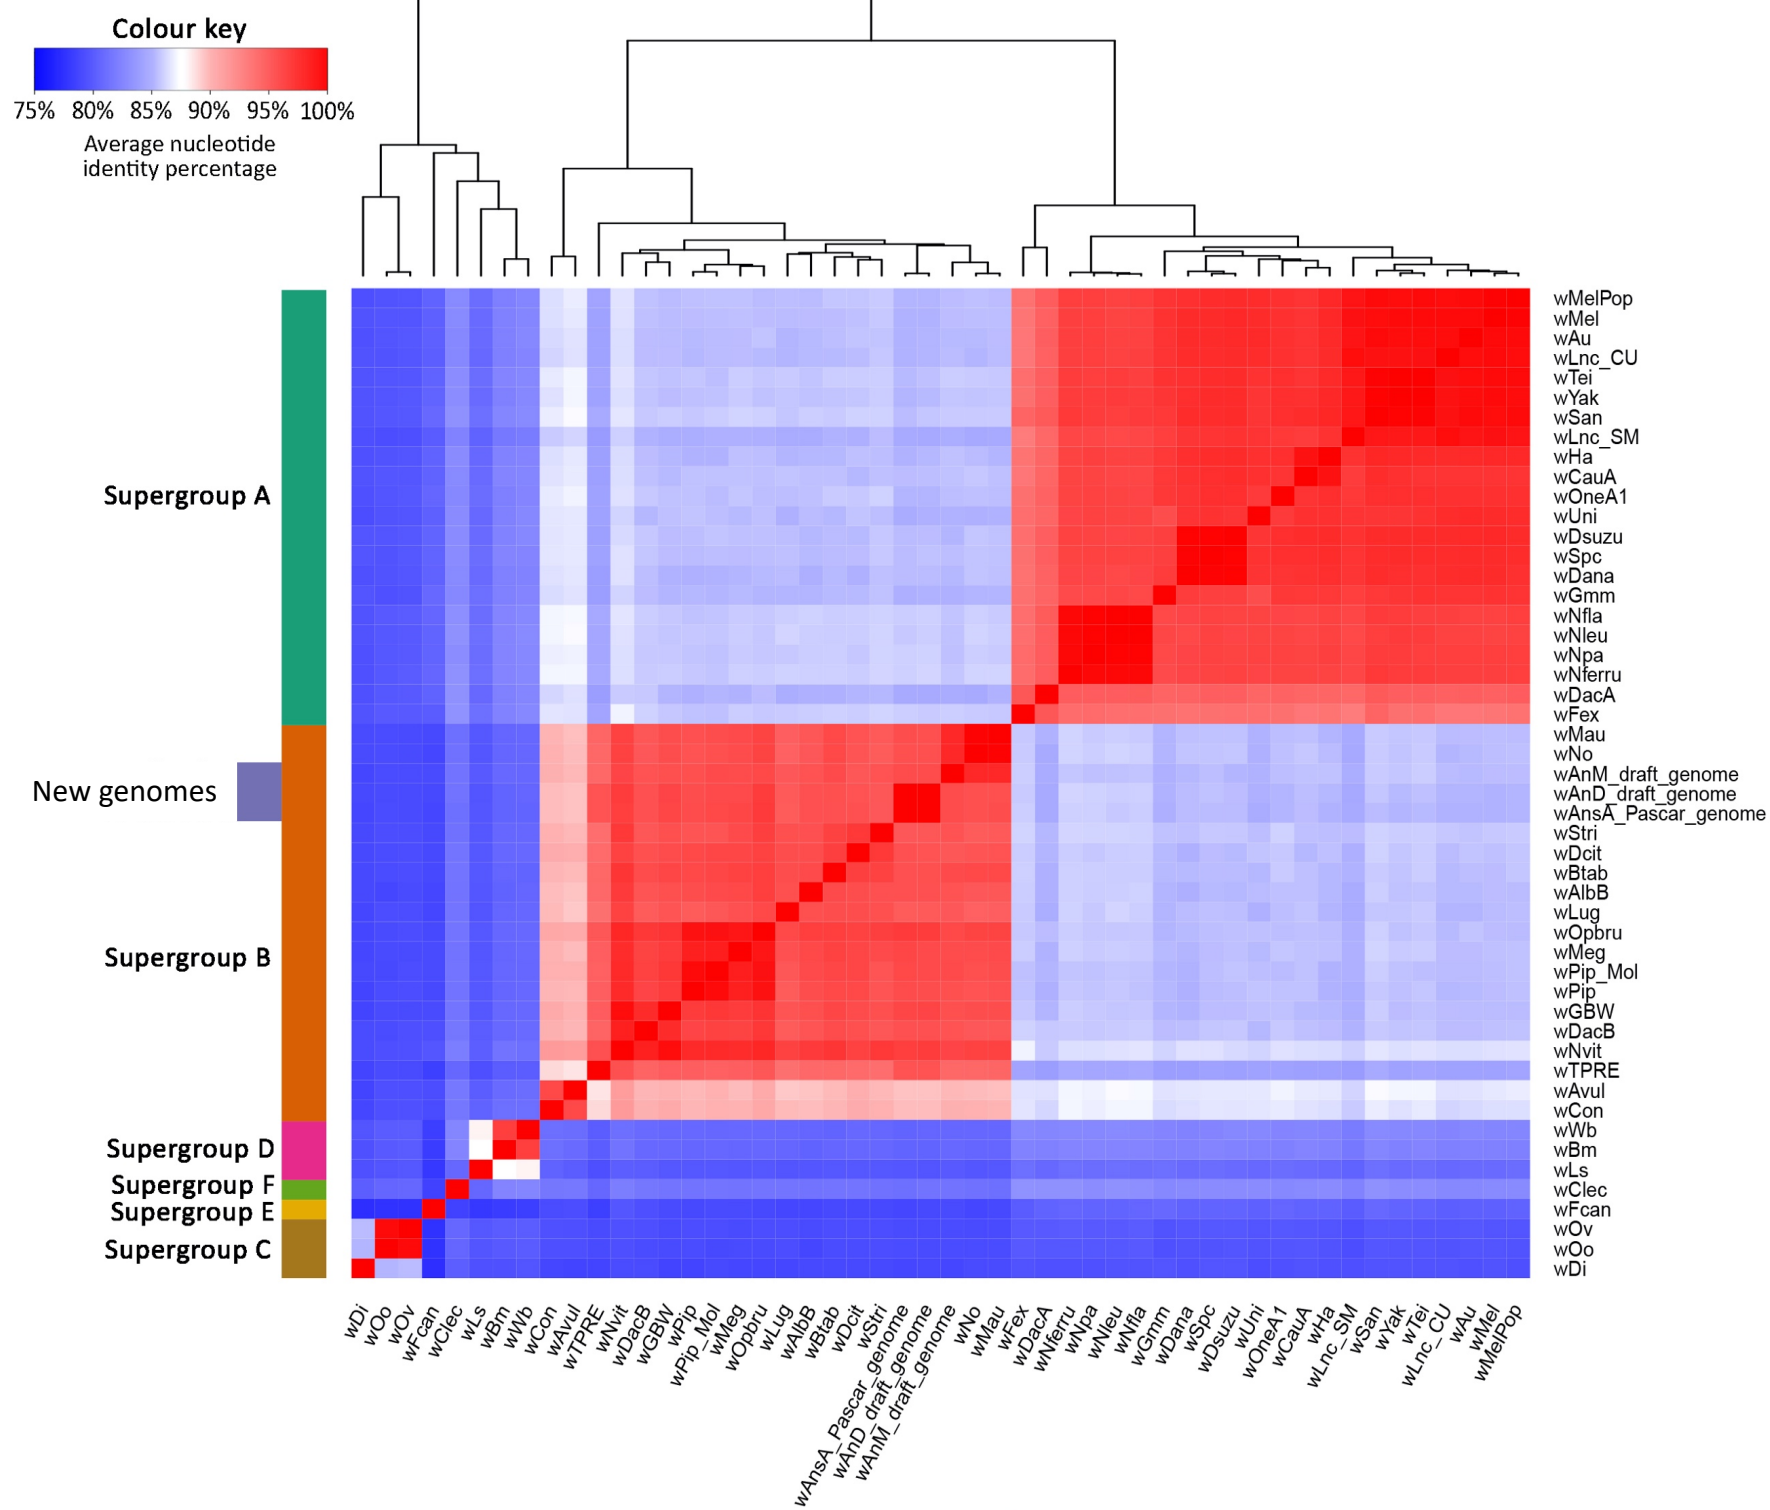 Colour key
75% 80% 85% 90% 95% 100%
Average nucleotide
identity percentage
wMelPop
wMel
wAu
wLnc_CU
wTei
wYak
wSan
wLnc_SM
wHa
wCauA
Supergroup A
wOneA1
wUni
wDsuzu
wSpc
wDana
wGmm
wNfla
wNleu
wNpa
wNferru
wDacA
wFex
wMau
wNo
wAnM_draft_genome
New genomes
wAnD_draft_genome
wAnsA_Pascar_genome
wStri
wDcit
wBtab
wAlbB
wLug
wOpbru
wMeg
Supergroup B
wPip_Mol
wPip
wGBW
wDacB
wNvit
wTPRE
wAvul
wCon
wWb
Supergroup D
wBm
wLs
Supergroup F
wClec
Supergroup E
wFcan
wOv
Supergroup C
wOo
wDi
wDi
wOo
wOv
wFcan
wClec
wLs
wBm
wWb
wCon
wAvul
wTPRE
wNvit
wDacB
wGBW
wPip
wPip_Mol
wMeg
wOpbru
wLug
wAlbB
wBtab
wDcit
wStri
wAnsA_Pascar_genome
wAnD_draft_genome
wAnM_draft_genome
wNo
wMau
wFex
wDacA
wNferru
wNpa
wNleu
wNfla
wGmm
wDana
wSpc
wDsuzu
wUni
wOneA1
wCauA
wHa
wLnc_SM
wSan
wYak
wTei
wLnc_CU
wAu
wMel
wMelPop